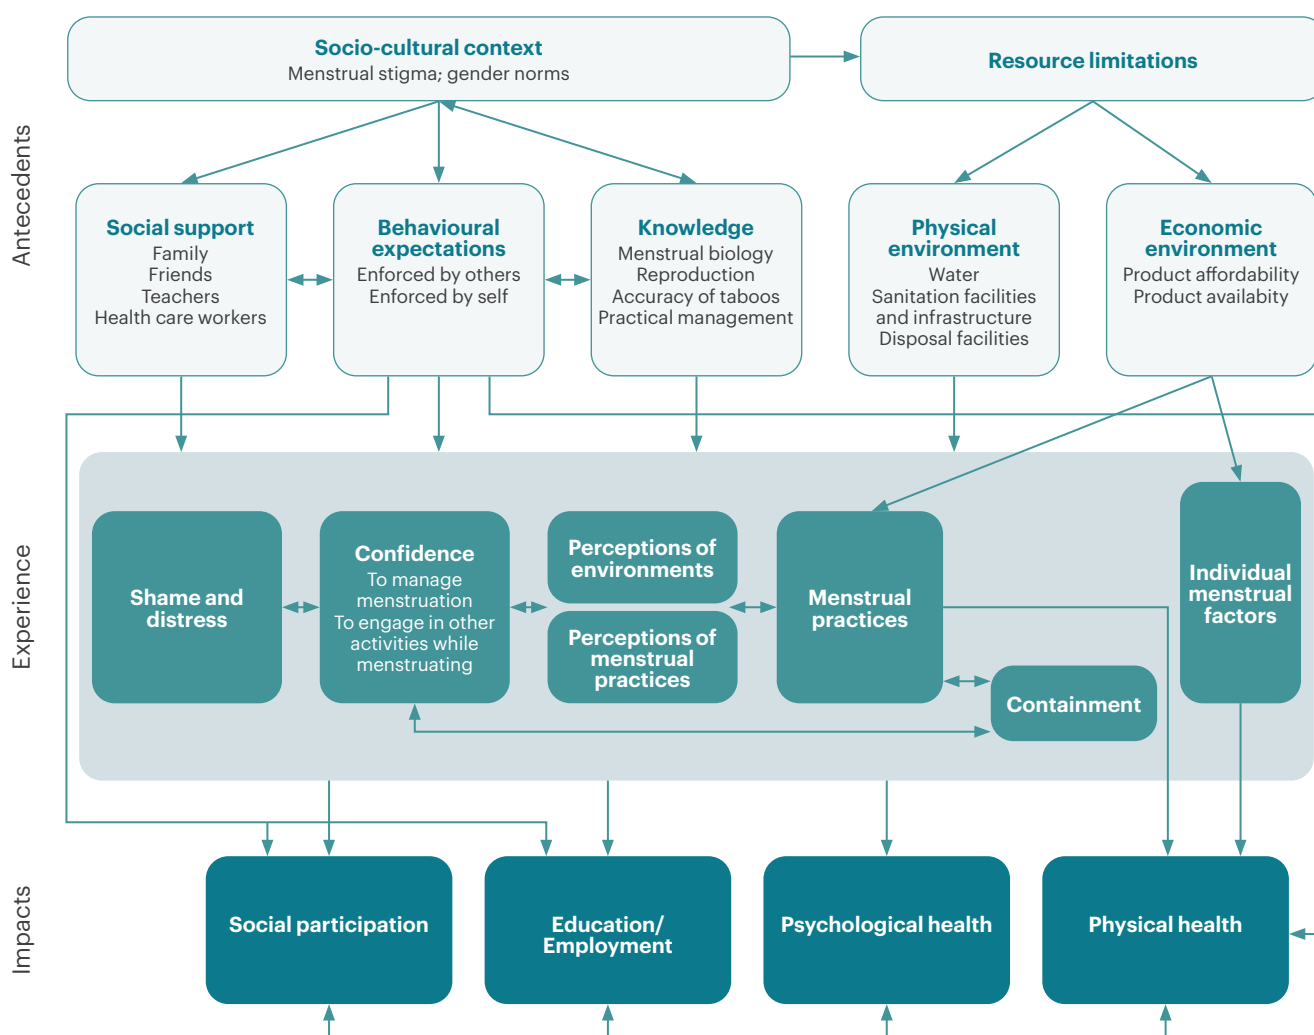 Socio-cultural context
Menstrual stigma; gender norms
Resource limitations
Antecedents
Social support
Family
Friends
Teachers
Health care workers
Behavioural
expectations
Enforced by others
Enforced by self
Knowledge
Menstrual biology
Reproduction
Accuracy of taboos
Practical management
Physical
environment
Water
Sanitation facilities
and infrastructure
Disposal facilities
Economic
environment
Product affordability
Product availabity
Experience
Shame and
distress
Confidence
To manage
menstruation
To engage in other
activities while
menstruating
Perceptions of
environments
Perceptions of
menstrual
practices
Menstrual
practices
Containment
Individual
menstrual
factors
Impacts
Social participation
Education/
Employment
Psychological health
Physical health